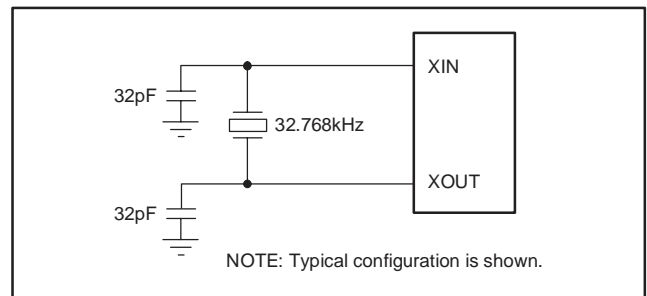 XIN
32pF
32.768kHz
XOUT
32pF
NOTE: Typical configuration is shown.